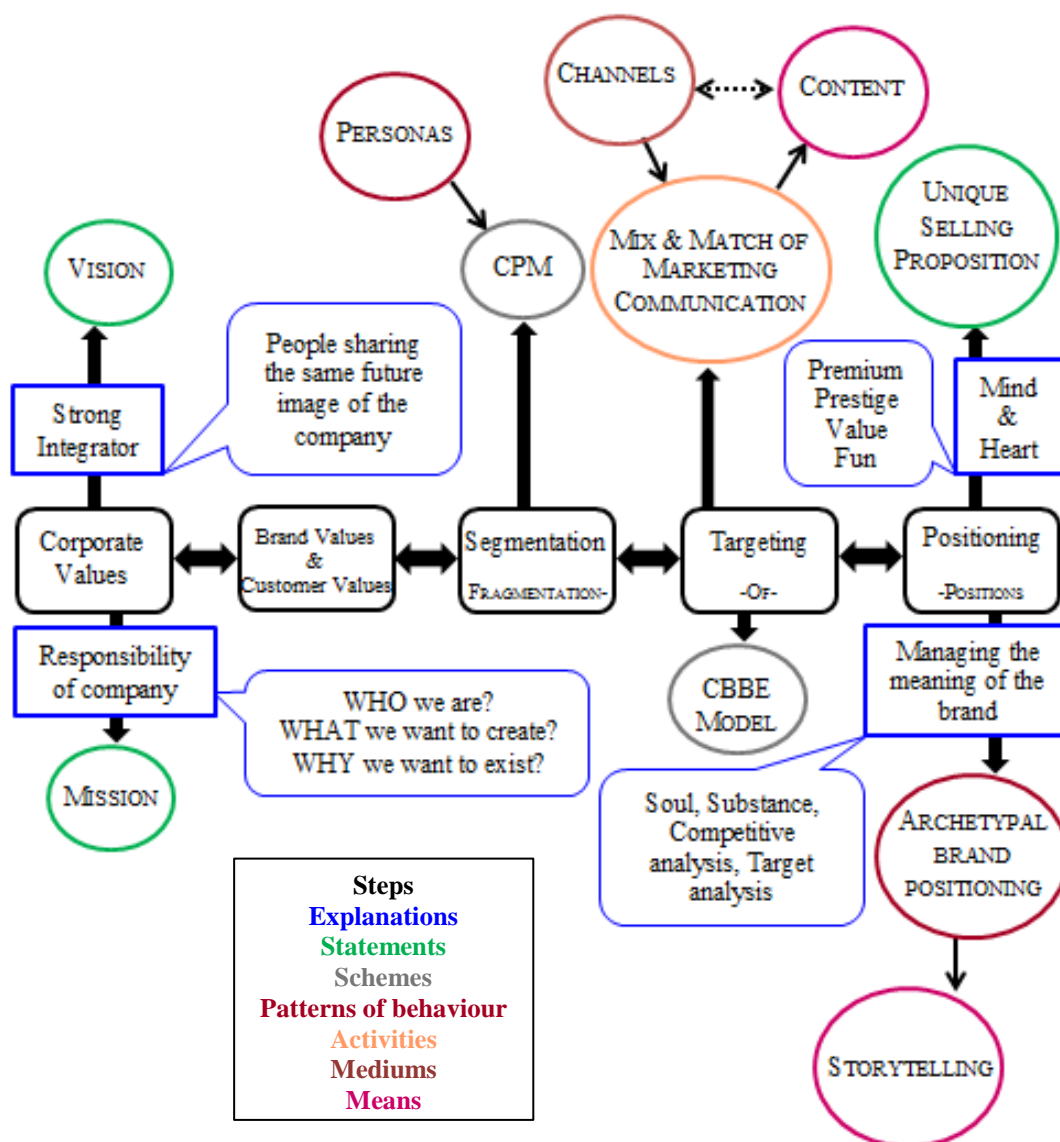 CHANNELS
CONTENT
PERSONAS
UNIQUE
SELLING
PROPOSITION
MIX & MATCH OF
MARKETING
COMMUNICATION
VISION
CPM
People sharing
the same future
image of the
company
Premium
Prestige
Value
Fun
Mind
&
Heart
Strong
Integrator
Corporate
Values
Brand Values
&
Customer Values
Segmentation
FRAGMENTATION-
Targeting
-OF-
Positioning
-POSITIONS
Responsibility
of company
WHO we are?
WHAT we want to create?
WHY we want to exist?
CBBE
MODEL
Managing the
meaning of the
brand
MISSION
Soul, Substance,
Competitive
analysis, Target
analysis
ARCHETYPAL
BRAND
POSITIONING
Steps
Explanations
Statements
Schemes
Patterns of behaviour
Activities
Mediums
Means
STORYTELLING